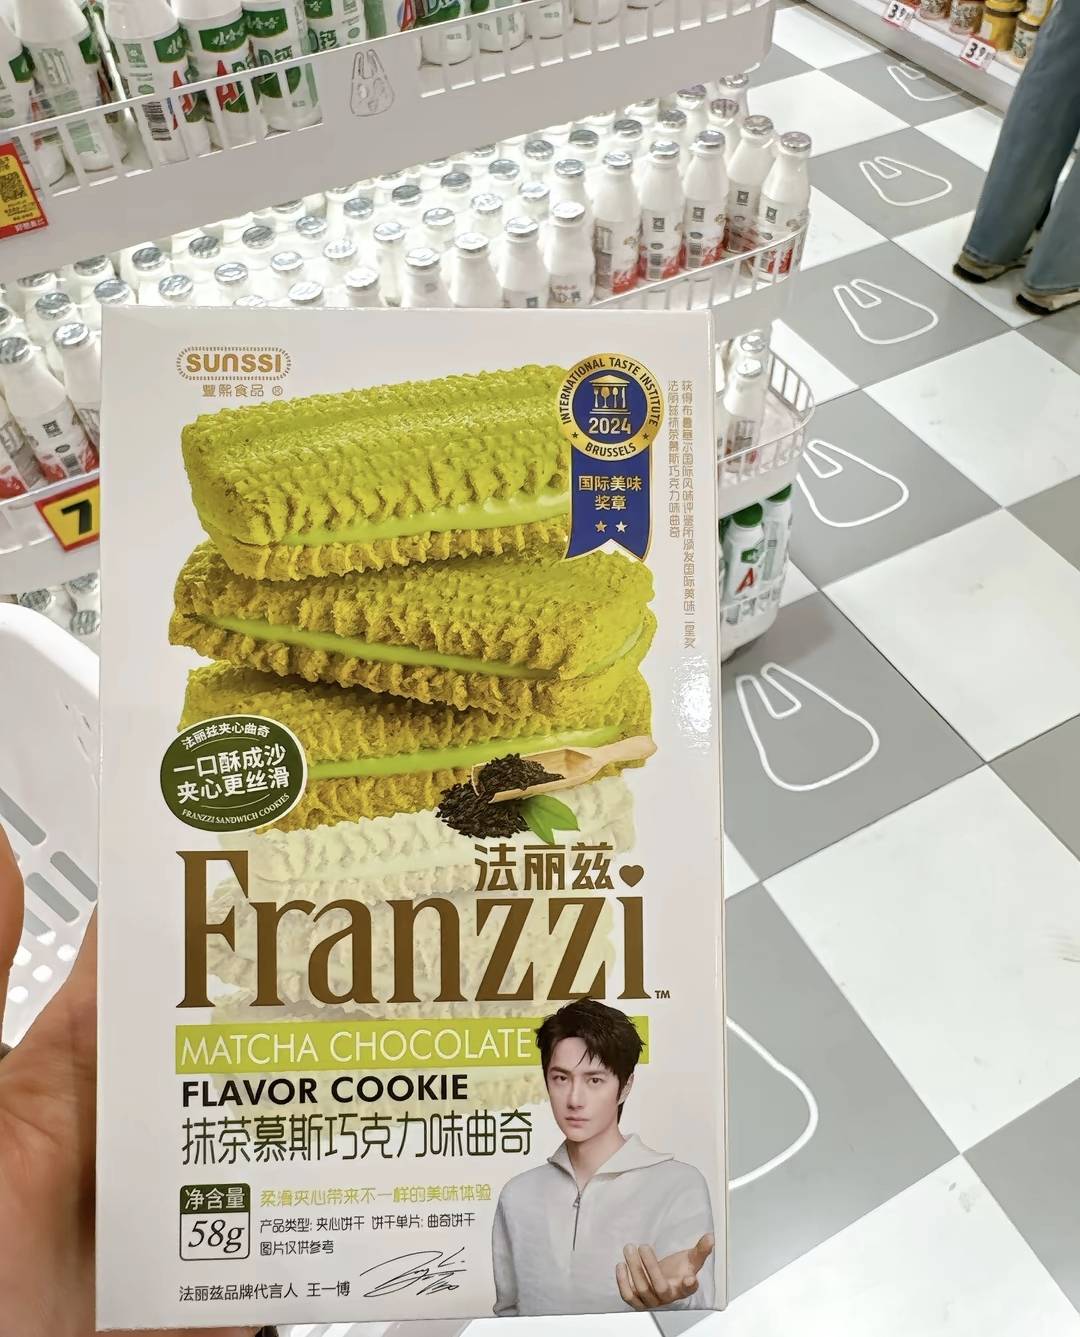 3.9
3.9
7
SUNSSI
豐熙食品 ®
INTERNATIONAL TASTE INSTITUTE
2024
BRUSSELS
国际美味
奖章
法丽兹抹茶慕斯巧克力味曲奇
获得布鲁塞尔国际风味评鉴所颁发国际美味二星奖
法丽兹夹心曲奇
一口酥成沙
夹心更丝滑
FRANZZI SANDWICH COOKIES
法丽兹
Franzzi™
MATCHA CHOCOLATE
FLAVOR COOKIE
抹茶慕斯巧克力味曲奇
净含量
58g
柔滑夹心带来不一样的美味体验
产品类型: 夹心饼干 饼干单片: 曲奇饼干
图片仅供参考
法丽兹品牌代言人 王一博